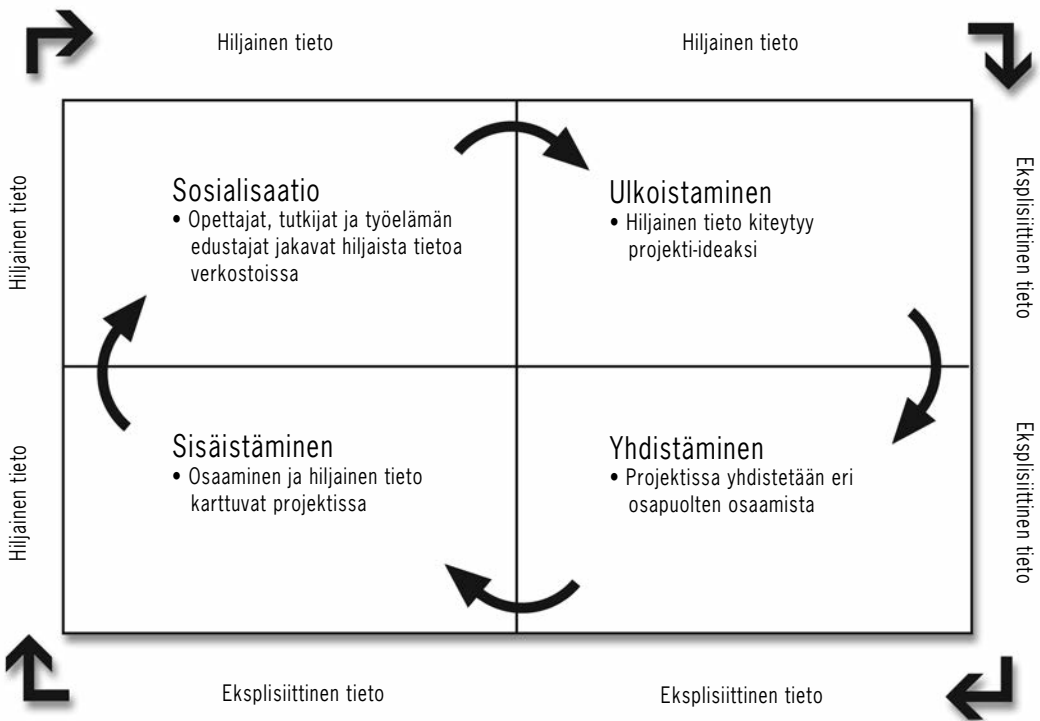 Hiljainen tieto
Hiljainen tieto
Hiljainen tieto
Eksplisiittinen tieto
Sosialisaatio
• Opettajat, tutkijat ja työelämän
edustajat jakavat hiljaista tietoa
verkostoissa
Ulkoistaminen
• Hiljainen tieto kiteytyy
projekti-ideaksi
Hiljainen tieto
Eksplisiittinen tieto
Sisäistäminen
• Osaaminen ja hiljainen tieto
karttuvat projektissa
Yhdistäminen
• Projektissa yhdistetään eri
osapuolten osaamista
Eksplisiittinen tieto
Eksplisiittinen tieto